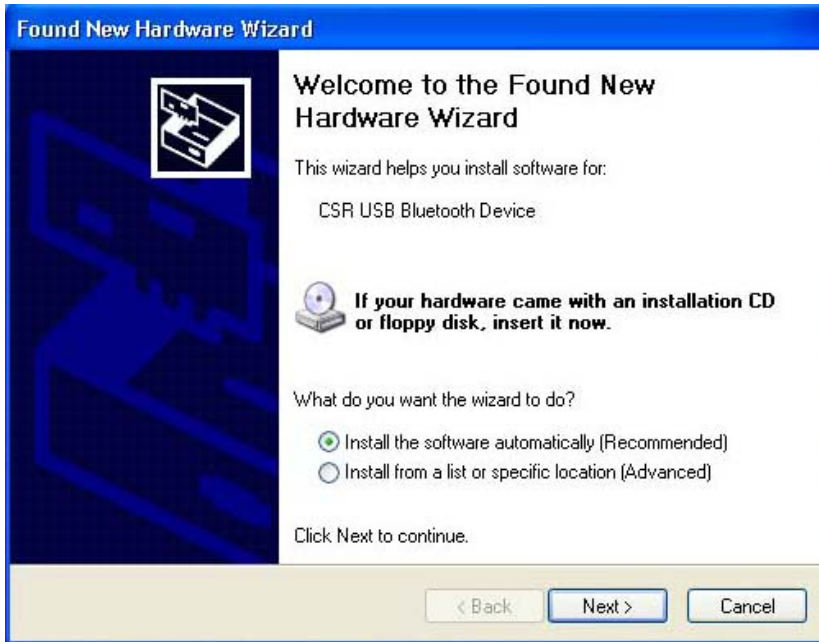 Found New Hardware Wizard
Welcome to the Found New
Hardware Wizard
This wizard helps you install software for:
CSR USB Bluetooth Device
If your hardware came with an installation CD
or floppy disk, insert it now.
What do you want the wizard to do?
Install the software automatically (Recommended)
Install from a list or specific location (Advanced)
Click Next to continue.
< Back
Next >
Cancel